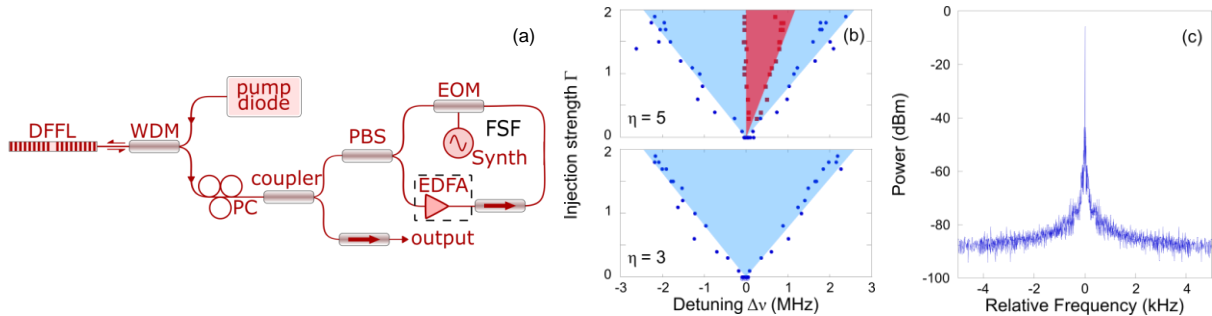 (a)
pump
diode
DFFL
WDM
PC
coupler
PBS
EOM
FSF
Synth
EDFA
output
(b)
Injection strength Γ
2
1
0
η = 5
2
1
0
η = 3
-3 -2 -1 0 1 2 3
Detuning Δν (MHz)
(c)
Power (dBm)
0
-20
-40
-60
-80
-100
-4 -2 0 2 4
Relative Frequency (kHz)